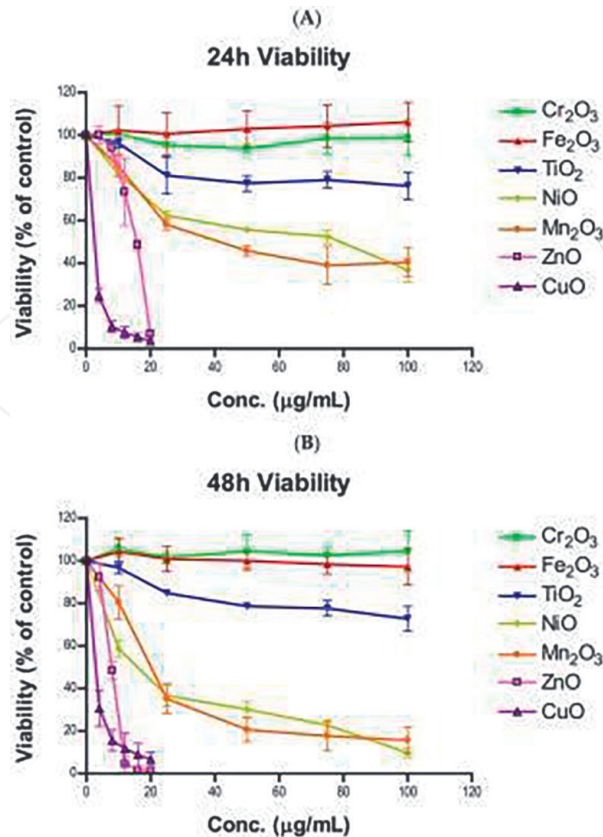 (A)
24h Viability
Viability (% of control)
120
100
80
60
40
20
0
0 20 40 60 80 100 120
Conc. (μg/mL)
Cr₂O₃
Fe₂O₃
TiO₂
NiO
Mn₂O₃
ZnO
CuO
(B)
48h Viability
Viability (% of control)
120
100
80
60
40
20
0
0 20 40 60 80 100 120
Conc. (μg/mL)
Cr₂O₃
Fe₂O₃
TiO₂
NiO
Mn₂O₃
ZnO
CuO